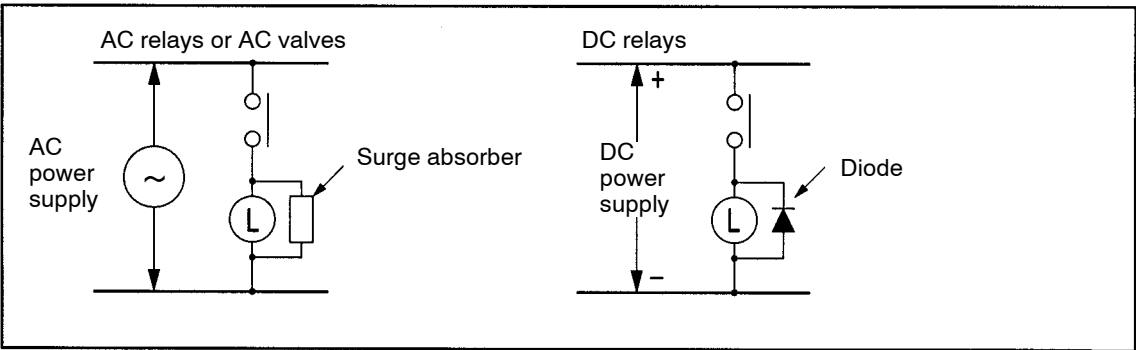 AC relays or AC valves
AC
power
supply
~
L
Surge absorber
DC relays
+
DC
power
supply
−
L
Diode